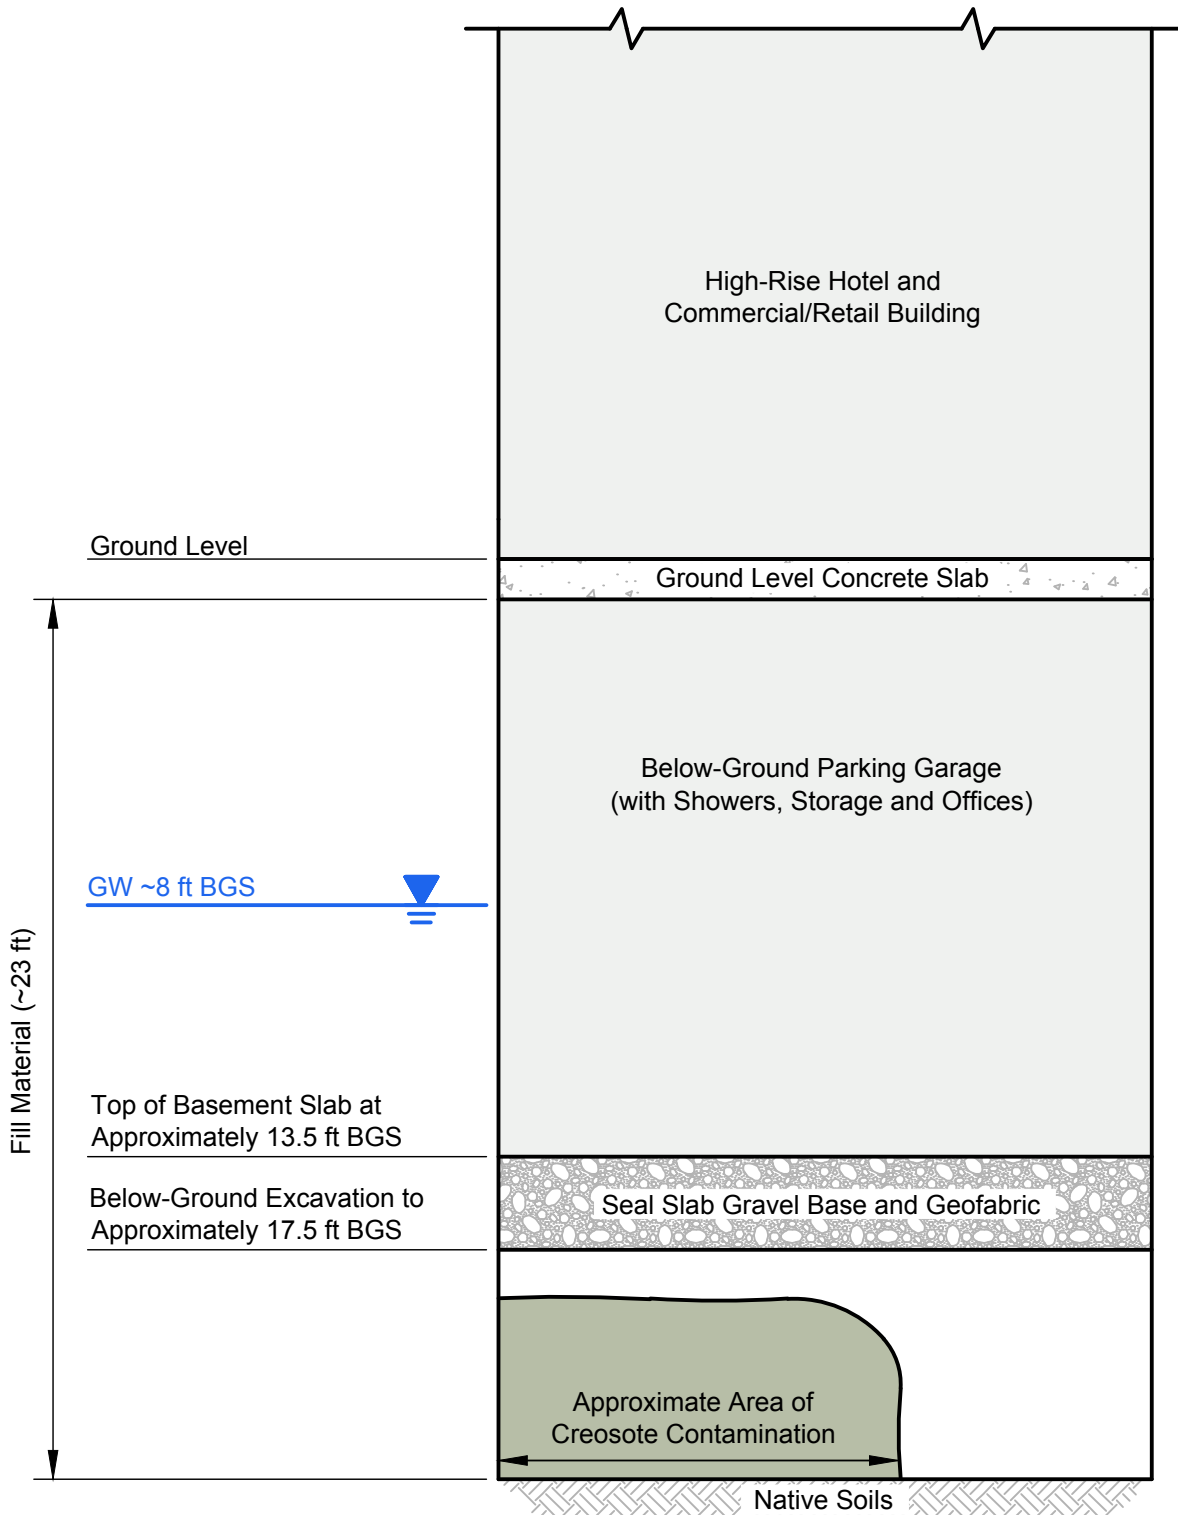 High-Rise Hotel and
Commercial/Retail Building
Ground Level
Ground Level Concrete Slab
Below-Ground Parking Garage
(with Showers, Storage and Offices)
GW ~8 ft BGS
Fill Material (~23 ft)
Top of Basement Slab at
Approximately 13.5 ft BGS
Below-Ground Excavation to
Approximately 17.5 ft BGS
Seal Slab Gravel Base and Geofabric
Approximate Area of
Creosote Contamination
Native Soils